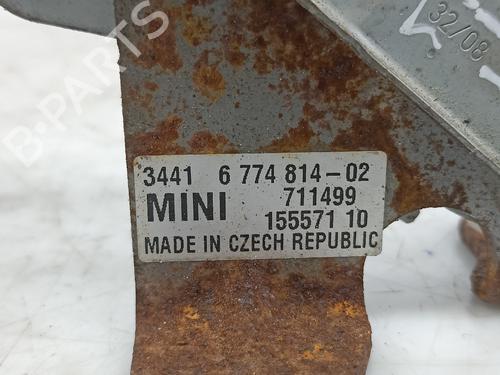 32/08
3441 6 774 814-02
MINI 711499
155571 10
MADE IN CZECH REPUBLIC
B-PARTS